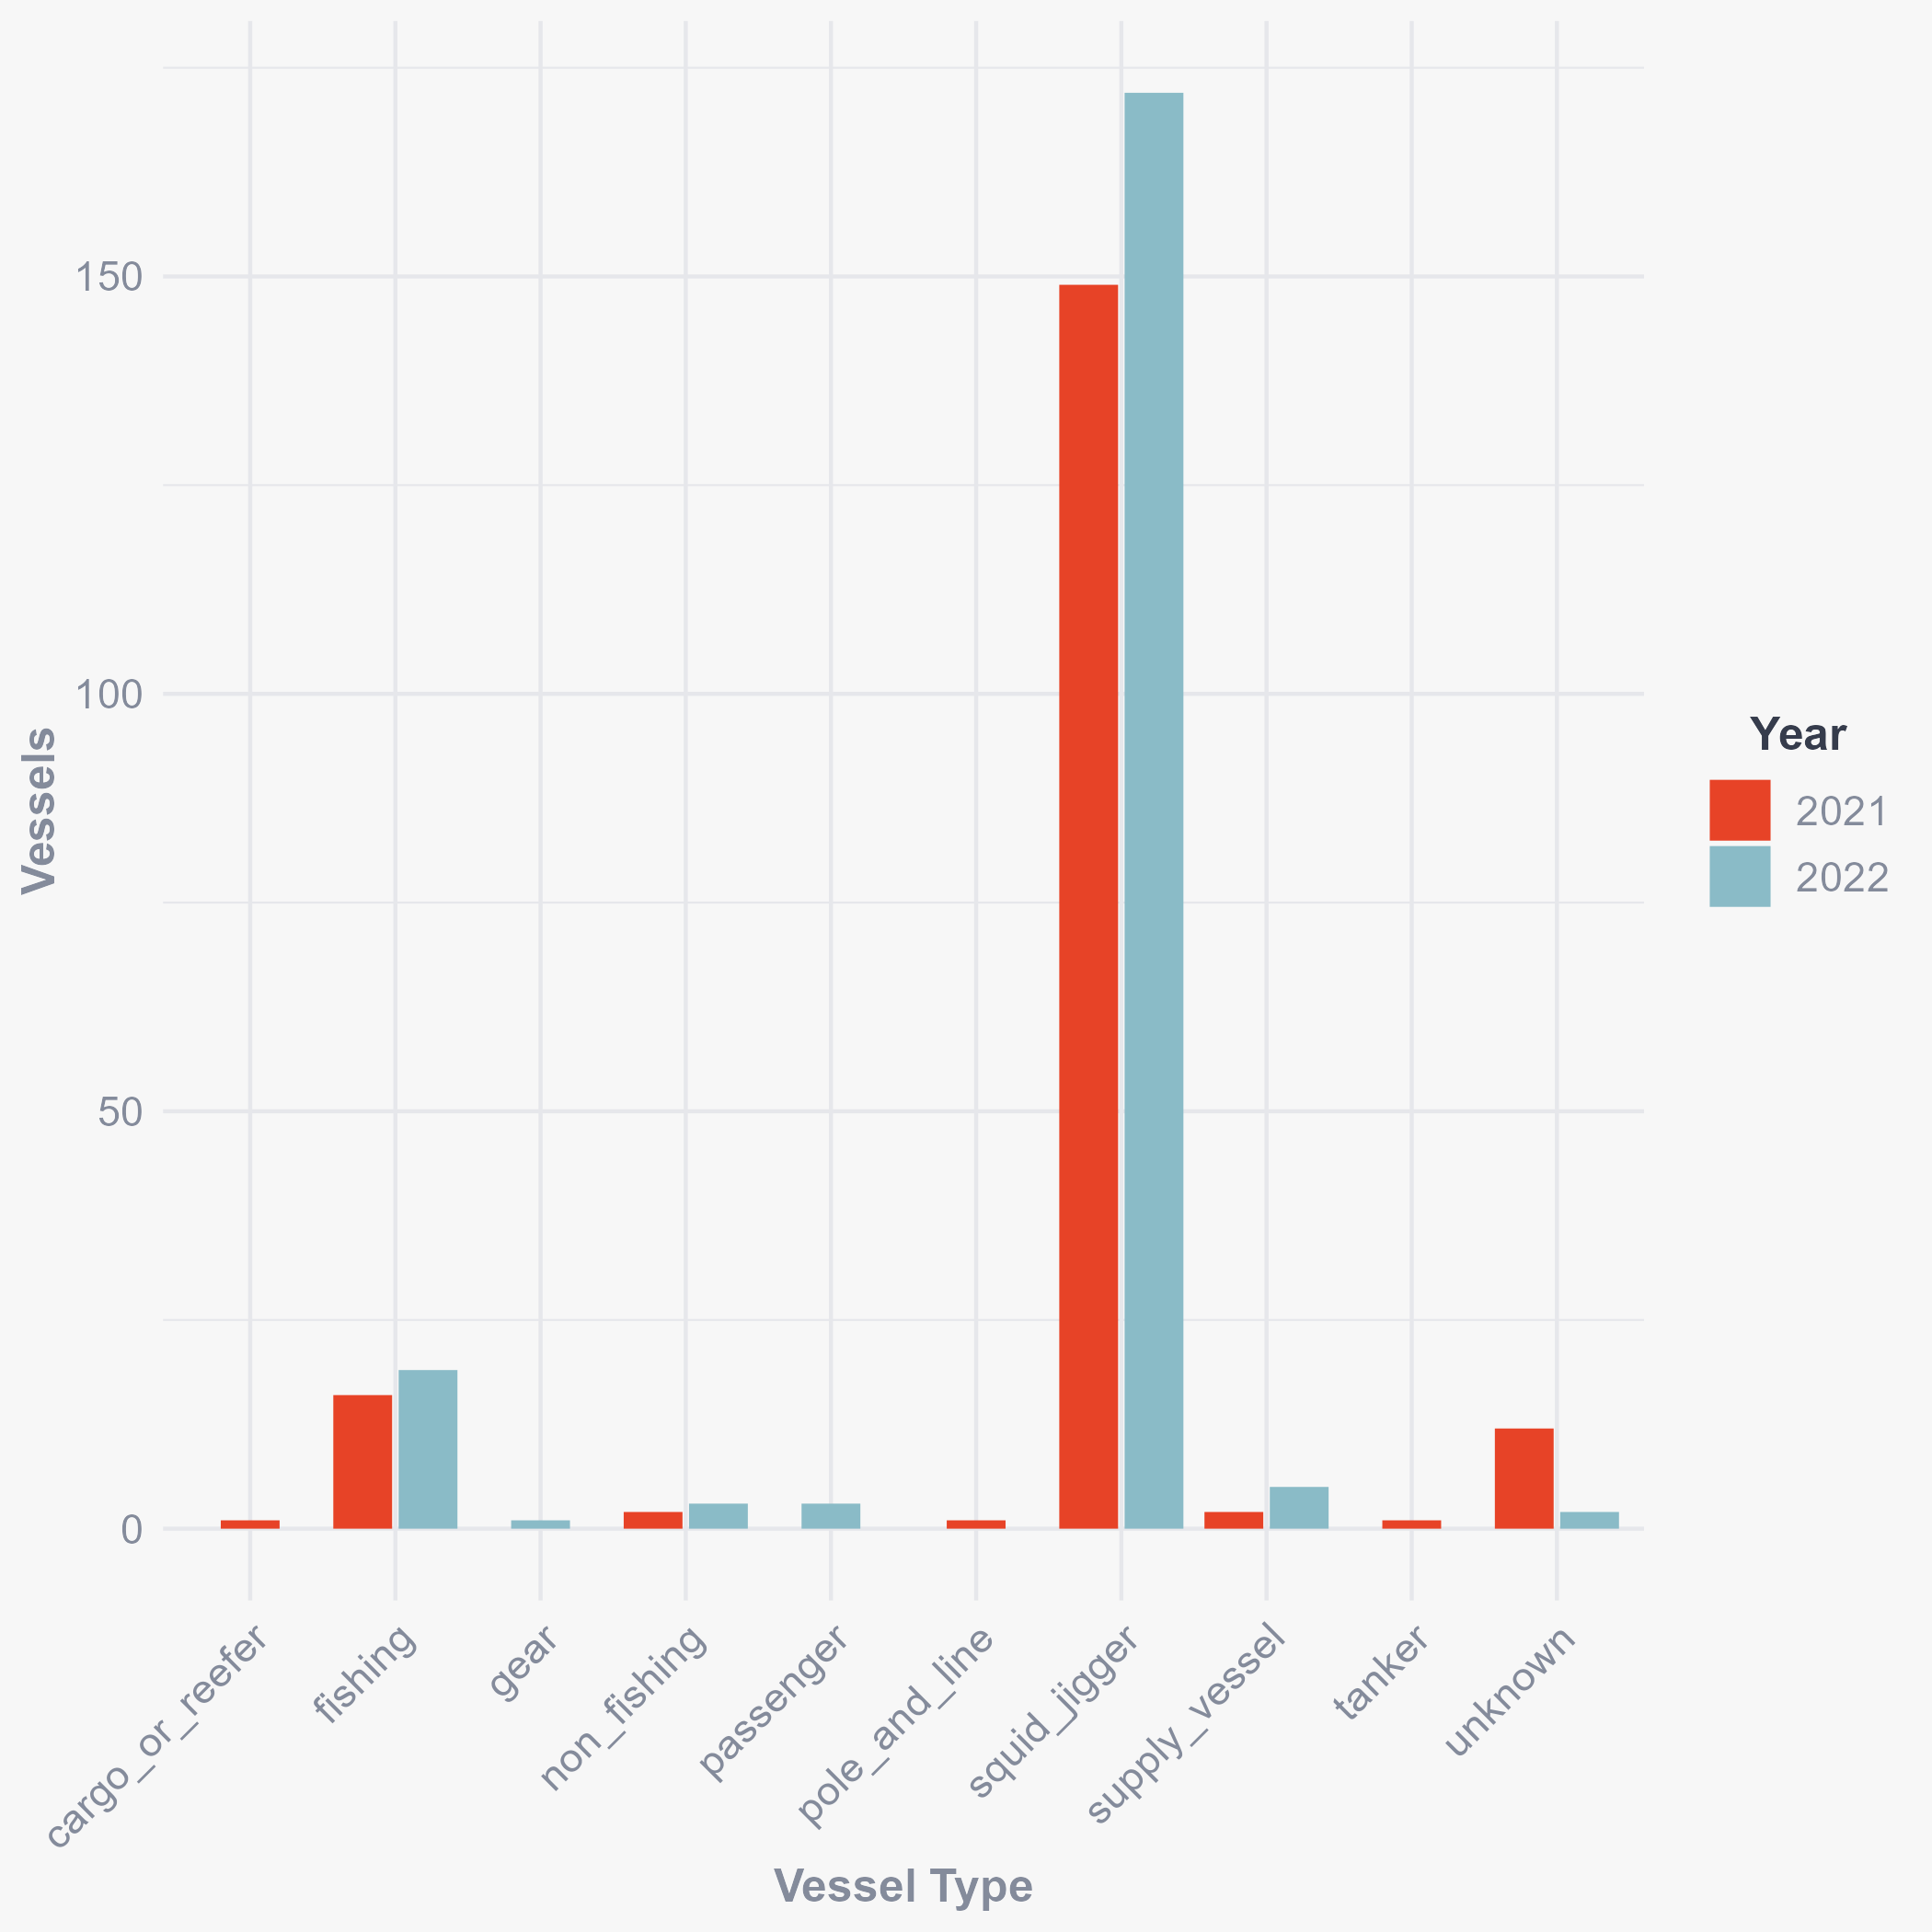 150
100
50
0
Vessels
cargo_or_reefer
fishing
gear
non_fishing
passenger
pole_and_line
squid_jigger
supply_vessel
tanker
unknown
Vessel Type
Year
2021
2022